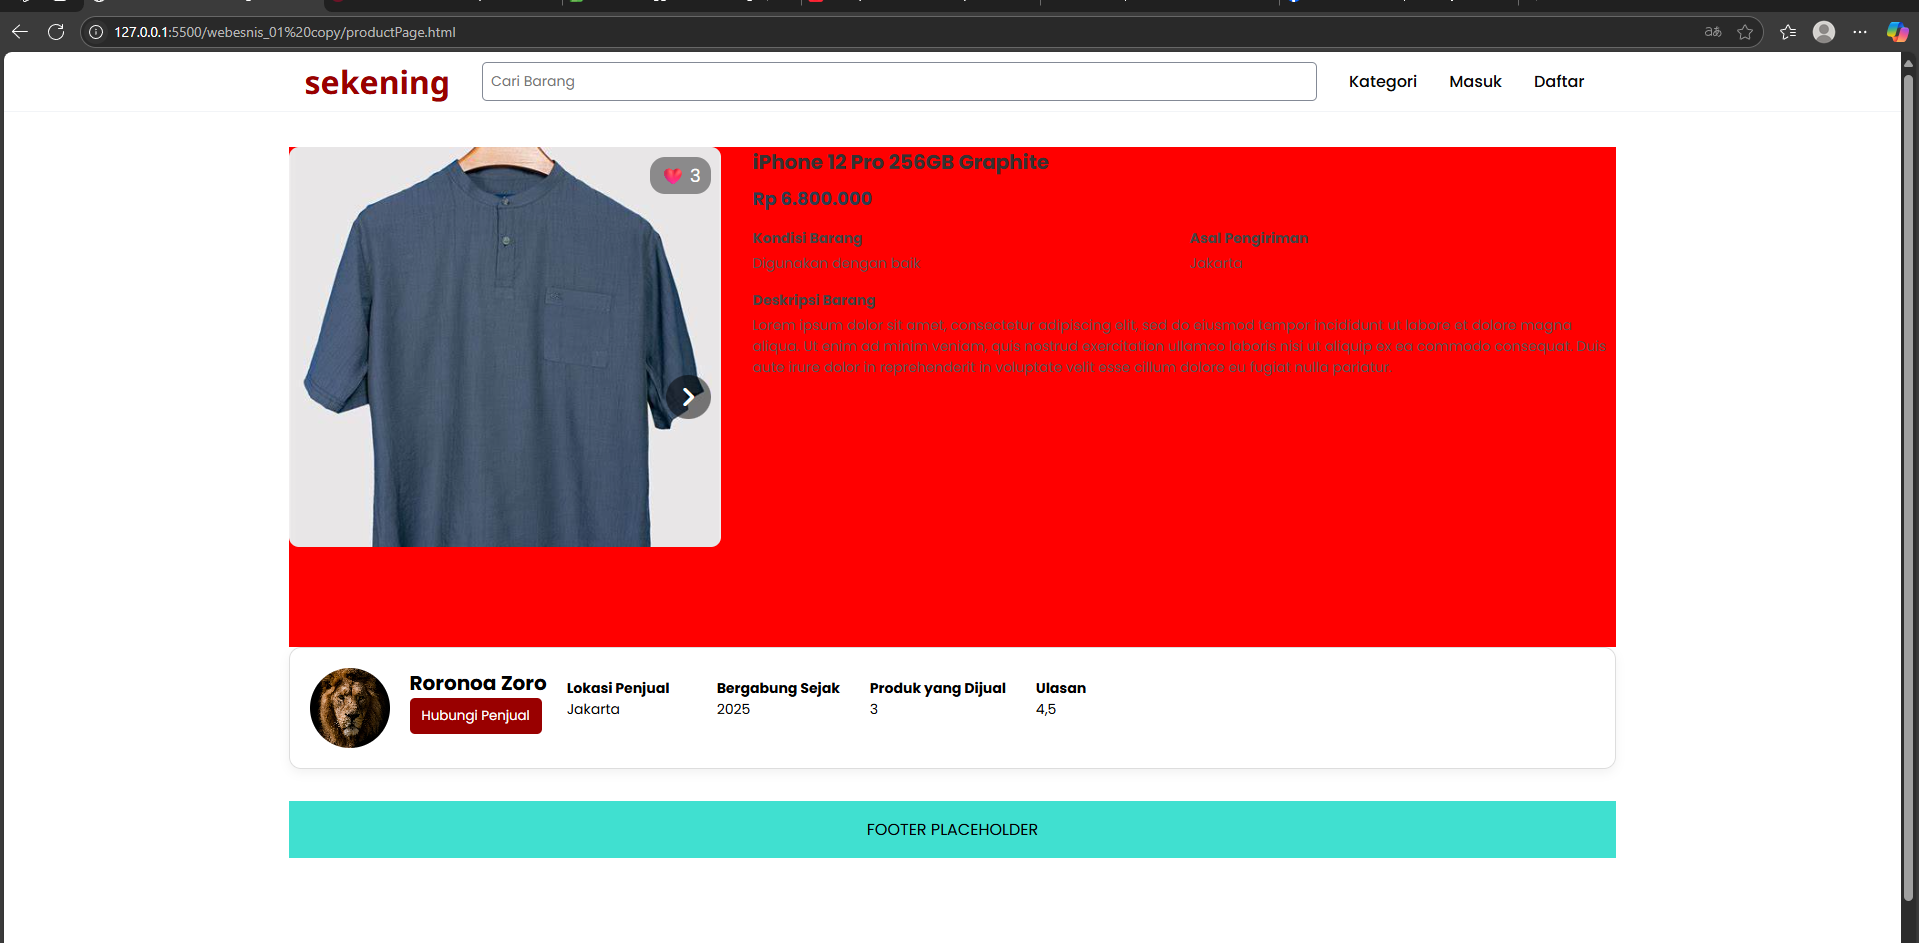 127.0.0.1:5500/webesnis_01%20copy/productPage.html
sekening
Cari Barang
Kategori
Masuk
Daftar
3
iPhone 12 Pro 256GB Graphite
Rp 6.800.000
Kondisi Barang
Asal Pengiriman
Digunakan dengan baik
Jakarta
Deskripsi Barang
Lorem ipsum dolor sit amet, consectetur adipiscing elit, sed do eiusmod tempor incididunt ut labore et dolore magna
aliqua. Ut enim ad minim veniam, quis nostrud exercitation ullamco laboris nisi ut aliquip ex ea commodo consequat. Duis
aute irure dolor in reprehenderit in voluptate velit esse cillum dolore eu fugiat nulla pariatur.
Roronoa Zoro
Hubungi Penjual
Lokasi Penjual
Jakarta
Bergabung Sejak
2025
Produk yang Dijual
3
Ulasan
4,5
FOOTER PLACEHOLDER